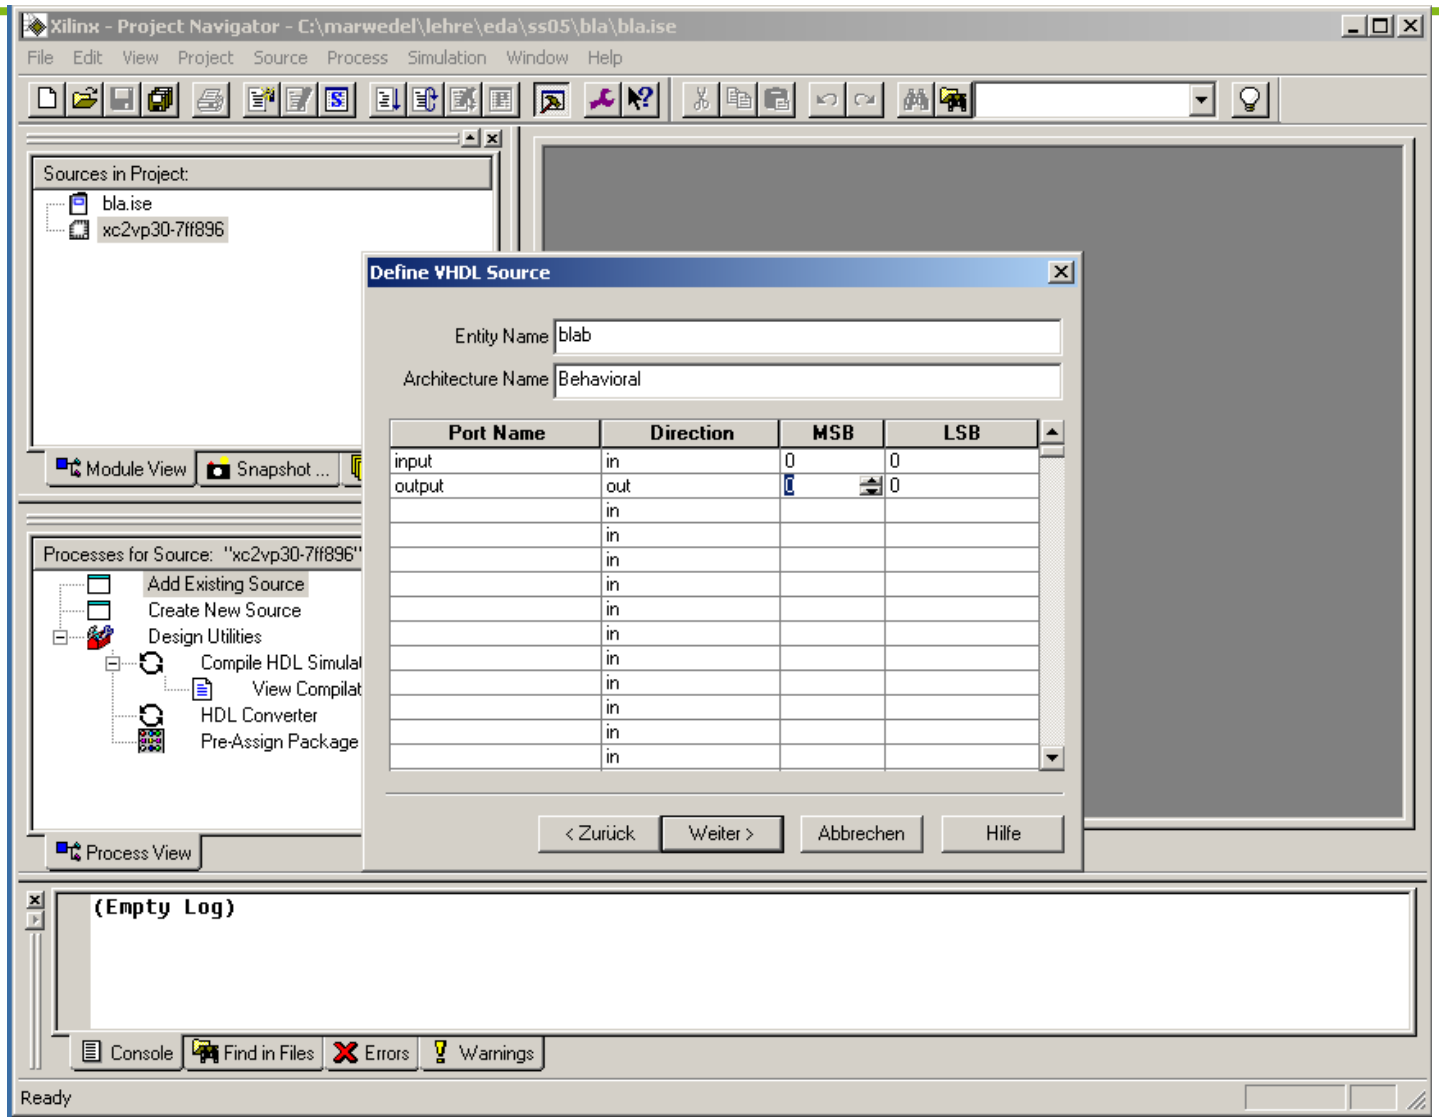 Xilinx - Project Navigator - C:\marwedel\lehre\eda\ss05\bla\bla.ise
File Edit View Project Source Process Simulation Window Help
Sources in Project:
bla.ise
xc2vp30-7ff896
Module View
Snapshot ...
Processes for Source: "xc2vp30-7ff896"
Add Existing Source
Create New Source
Design Utilities
Compile HDL Simulat
View Compilat
HDL Converter
Pre-Assign Package
Process View
Define VHDL Source
Entity Name blab
Architecture Name Behavioral
Port Name Direction MSB LSB
input in 0 0
output out 0 0
in
in
in
in
in
in
in
in
in
in
in
< Zurück
Weiter >
Abbrechen
Hilfe
(Empty Log)
Console
Find in Files
Errors
Warnings
Ready